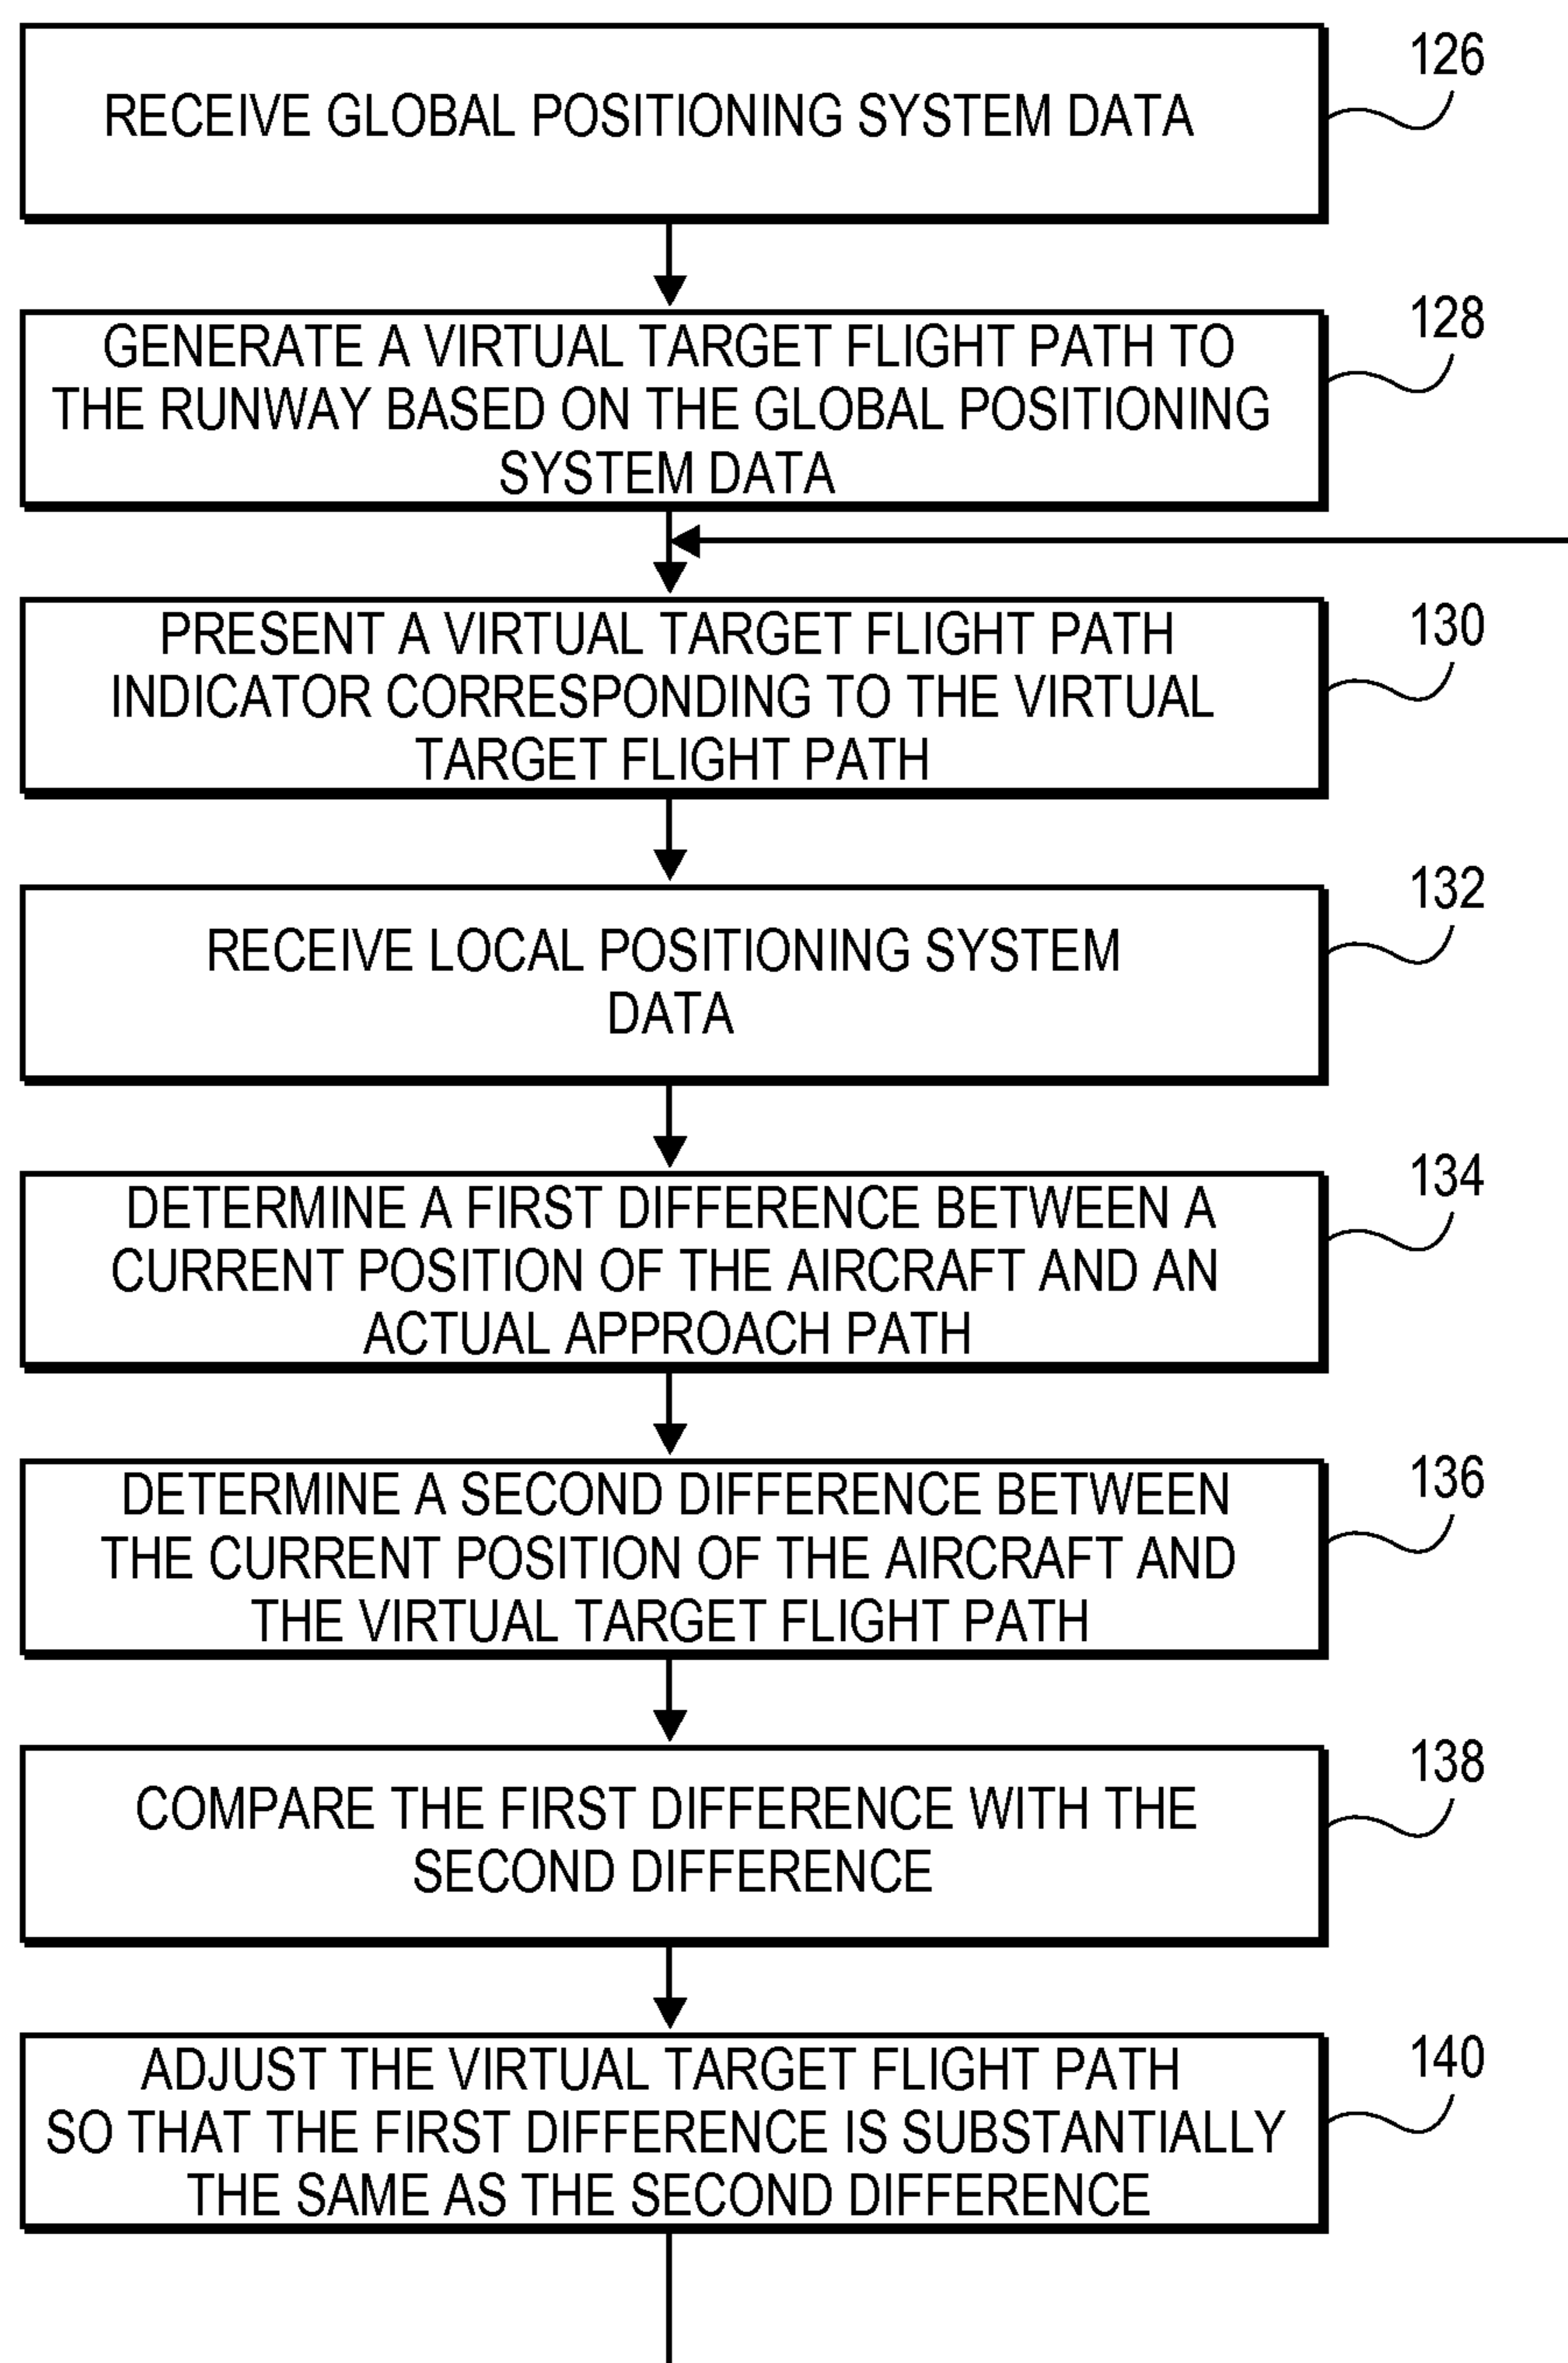 126
RECEIVE GLOBAL POSITIONING SYSTEM DATA
128
GENERATE A VIRTUAL TARGET FLIGHT PATH TO
THE RUNWAY BASED ON THE GLOBAL POSITIONING
SYSTEM DATA
130
PRESENT A VIRTUAL TARGET FLIGHT PATH
INDICATOR CORRESPONDING TO THE VIRTUAL
TARGET FLIGHT PATH
132
RECEIVE LOCAL POSITIONING SYSTEM
DATA
134
DETERMINE A FIRST DIFFERENCE BETWEEN A
CURRENT POSITION OF THE AIRCRAFT AND AN
ACTUAL APPROACH PATH
136
DETERMINE A SECOND DIFFERENCE BETWEEN
THE CURRENT POSITION OF THE AIRCRAFT AND
THE VIRTUAL TARGET FLIGHT PATH
138
COMPARE THE FIRST DIFFERENCE WITH THE
SECOND DIFFERENCE
140
ADJUST THE VIRTUAL TARGET FLIGHT PATH
SO THAT THE FIRST DIFFERENCE IS SUBSTANTIALLY
THE SAME AS THE SECOND DIFFERENCE